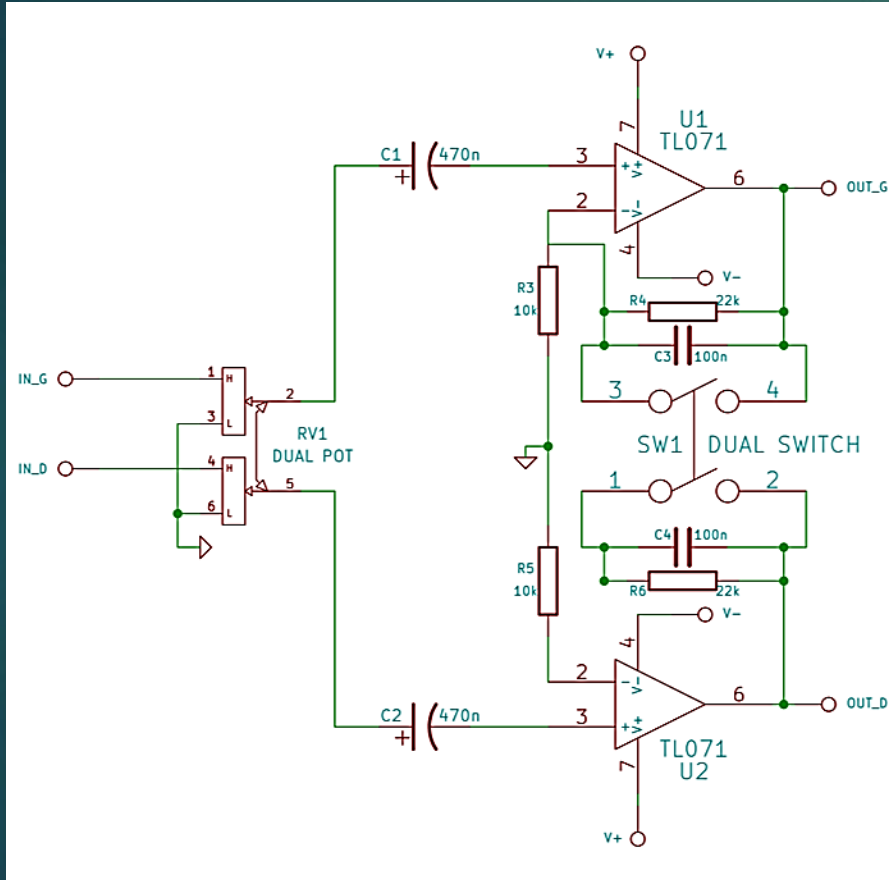 V+
U1
TL071
7
C1
470n
+
3
+
V+
6
OUT_G
2
-
V-
4
V-
R3
10k
R4
22k
C3
100n
IN_G
1
H
2
3
L
3
4
RV1
DUAL POT
SW1
DUAL SWITCH
IN_D
4
H
5
6
L
1
2
C4
100n
R5
10k
R6
22k
V-
4
2
-
V-
6
OUT_D
C2
470n
+
3
+
V+
TL071
U2
7
V+